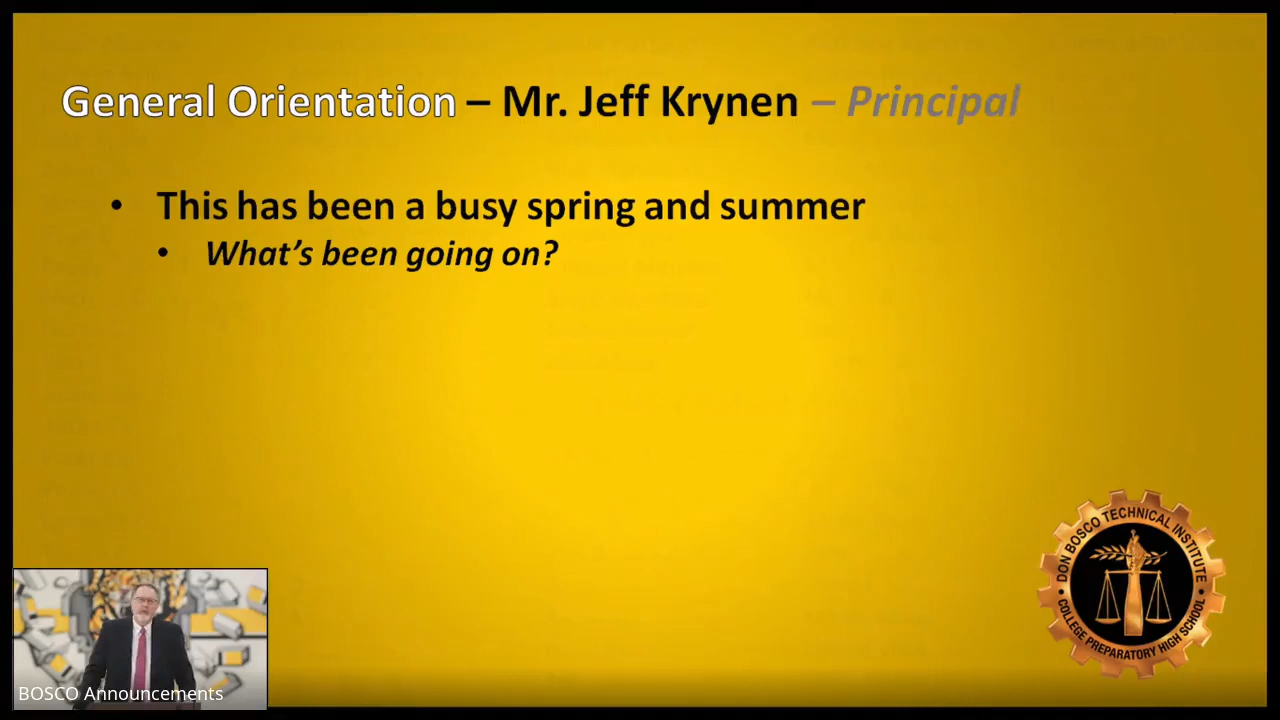 General Orientation – Mr. Jeff Krynen – Principal
• This has been a busy spring and summer
• What's been going on?
DON BOSCO TECHNICAL INSTITUTE
• COLLEGE PREPARATORY HIGH SCHOOL •
BOSCO Announcements